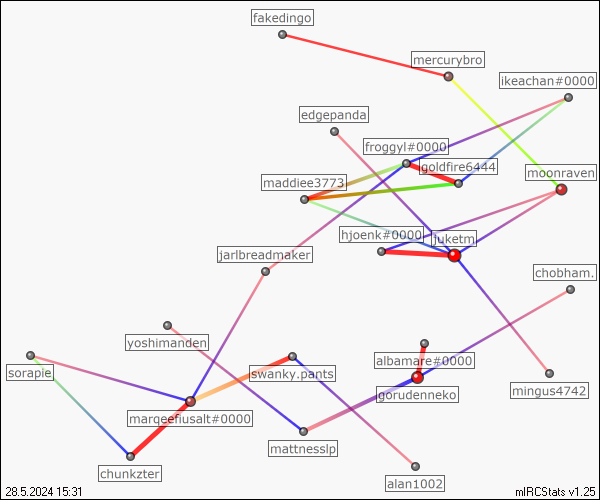 fakedingo
mercurybro
ikeachan#0000
edgepanda
froggyl#0000
goldfire6444
moonraven
maddiee3773
hjoenk#0000
juketm
jarlbreadmaker
chobham.
yoshimanden
albamare#0000
sorapie
swanky.pants
mingus4742
gorudenneko
margeefiusalt#0000
mattnesslp
chunkzter
alan1002
28.5.2024 15:31
mIRCStats v1.25